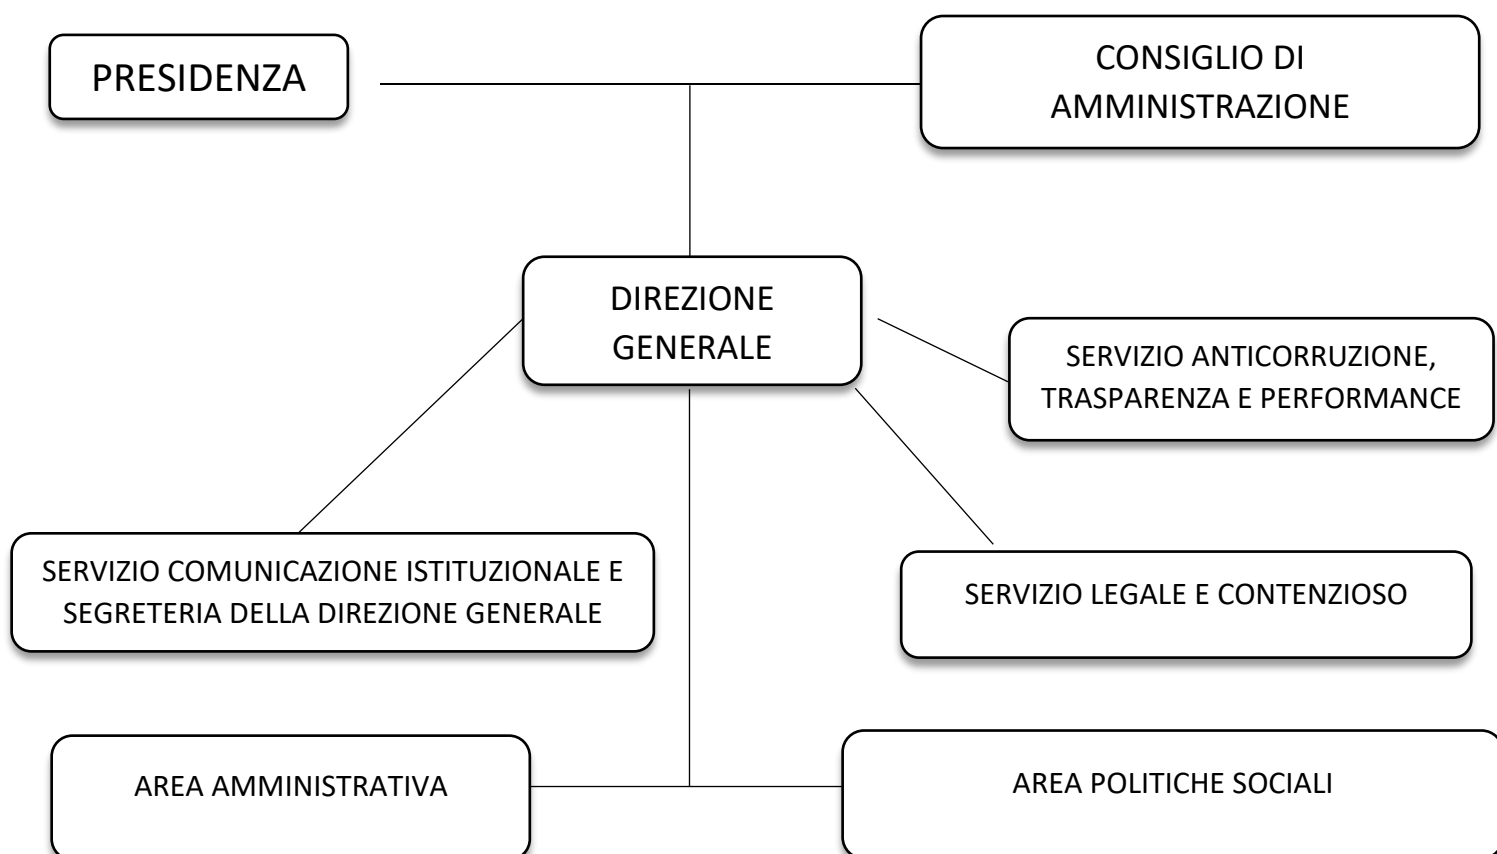 PRESIDENZA
CONSIGLIO DI
AMMINISTRAZIONE
DIREZIONE
GENERALE
SERVIZIO ANTICORRUZIONE,
TRASPARENZA E PERFORMANCE
SERVIZIO COMUNICAZIONE ISTITUZIONALE E
SEGRETERIA DELLA DIREZIONE GENERALE
SERVIZIO LEGALE E CONTENZIOSO
AREA AMMINISTRATIVA
AREA POLITICHE SOCIALI